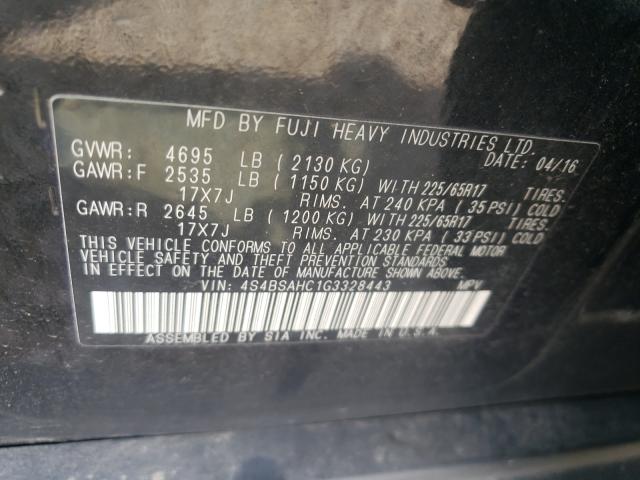 MFD BY FUJI HEAVY INDUSTRIES LTD.
GVWR: 4695 LB ( 2130 KG) DATE: 04/16
GAWR:F 2535 LB ( 1150 KG) WITH 225/65R17 TIRES.
17X7J RIMS. AT 240 KPA ( 35 PSI) COLD
GAWR:R 2645 LB ( 1200 KG) WITH 225/65R17 TIRES.
17X7J RIMS. AT 230 KPA ( 33 PSI) COLD
THIS VEHICLE CONFORMS TO ALL APPLICABLE FEDERAL MOTOR
VEHICLE SAFETY AND THEFT PREVENTION STANDARDS
IN EFFECT ON THE DATE OF MANUFACTURE SHOWN ABOVE.
VIN: 4S4BSAHC1G3328443 MPV
ASSEMBLED BY SIA INC. MADE IN U.S.A.